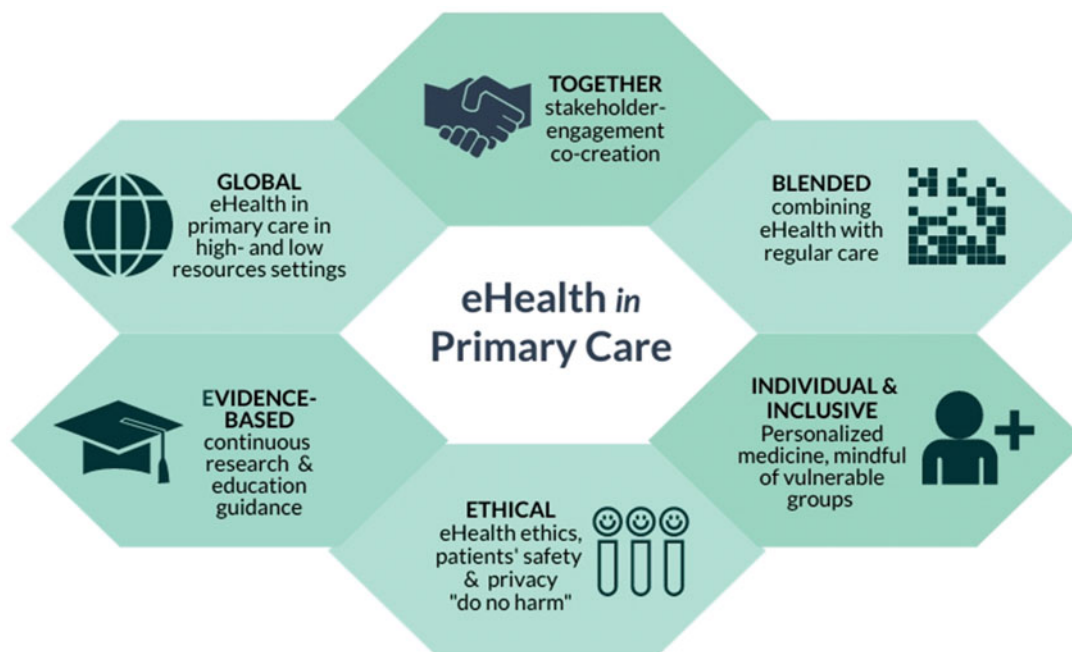 TOGETHER
stakeholder-
engagement
co-creation
GLOBAL
eHealth in
primary care in
high- and low
resources settings
BLENDED
combining
eHealth with
regular care
eHealth in
Primary Care
EVIDENCE-
BASED
continuous
research &
education
guidance
INDIVIDUAL &
INCLUSIVE
Personalized
medicine, mindful
of vulnerable
groups
ETHICAL
eHealth ethics,
patients' safety
& privacy
"do no harm"